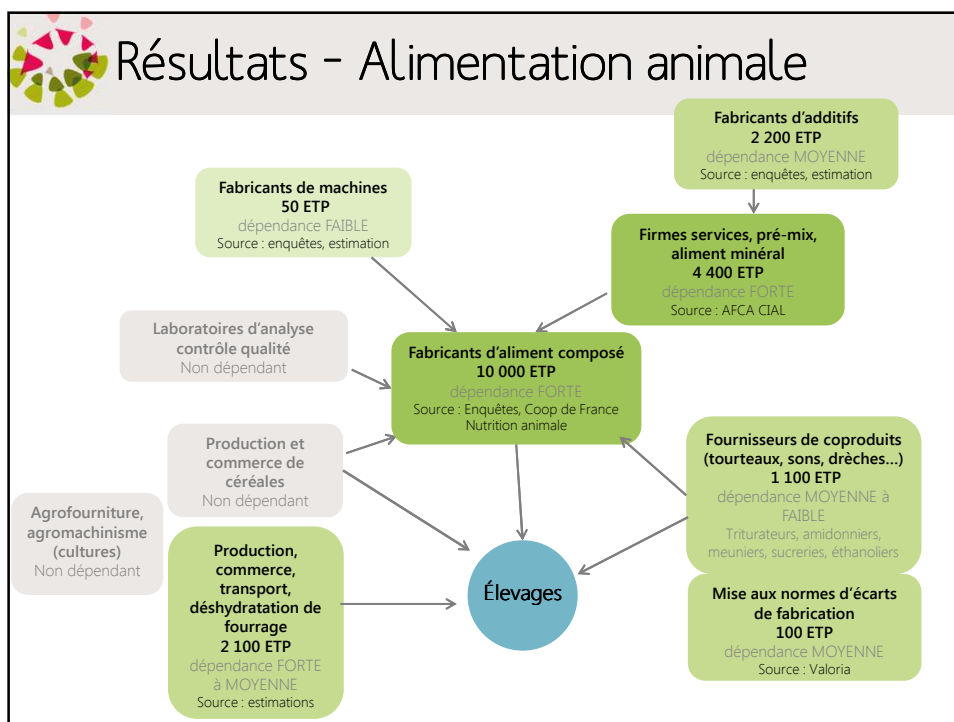 Résultats - Alimentation animale
Fabricants d'additifs
2 200 ETP
dépendance MOYENNE
Source : enquêtes, estimation
Fabricants de machines
50 ETP
dépendance FAIBLE
Source : enquêtes, estimation
Firmes services, pré-mix,
aliment minéral
4 400 ETP
dépendance FORTE
Source : AFCA CIAL
Laboratoires d'analyse
contrôle qualité
Non dépendant
Fabricants d'aliment composé
10 000 ETP
dépendance FORTE
Source : Enquêtes, Coop de France
Nutrition animale
Production et
commerce de
céréales
Non dépendant
Fournisseurs de coproduits
(tourteaux, sons, drèches...)
1 100 ETP
dépendance MOYENNE à
FAIBLE
Triturateurs, amidonniers,
meuniers, sucreries, éthanoliers
Agrofourniture,
agromachinisme
(cultures)
Non dépendant
Production,
commerce,
transport,
déshydratation de
fourrage
2 100 ETP
dépendance FORTE
à MOYENNE
Source : estimations
Élevages
Mise aux normes d'écarts
de fabrication
100 ETP
dépendance MOYENNE
Source : Valoria